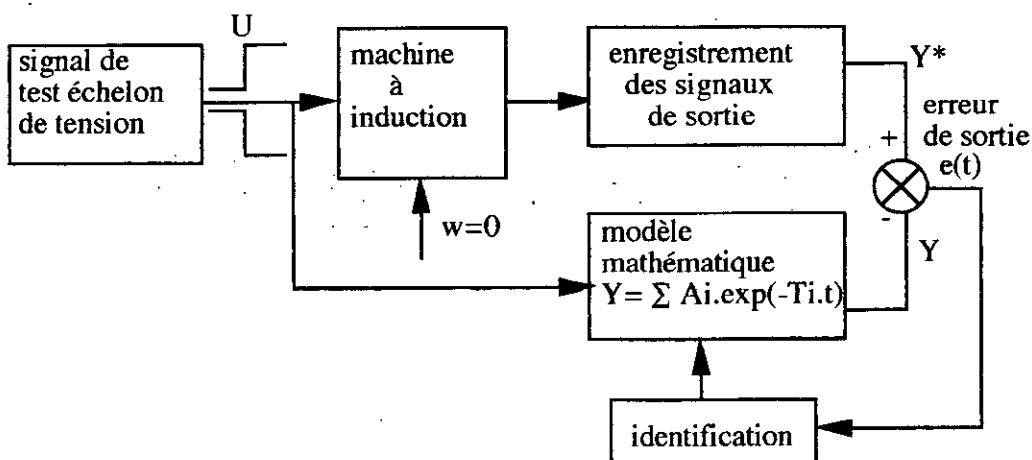 U
signal de
test échelon
de tension
machine
à
induction
enregistrement
des signaux
de sortie
Y*
erreur
de sortie
e(t)
+
-
w=0
modèle
mathématique
Y= ∑ Ai.exp(-Ti.t)
Y
identification